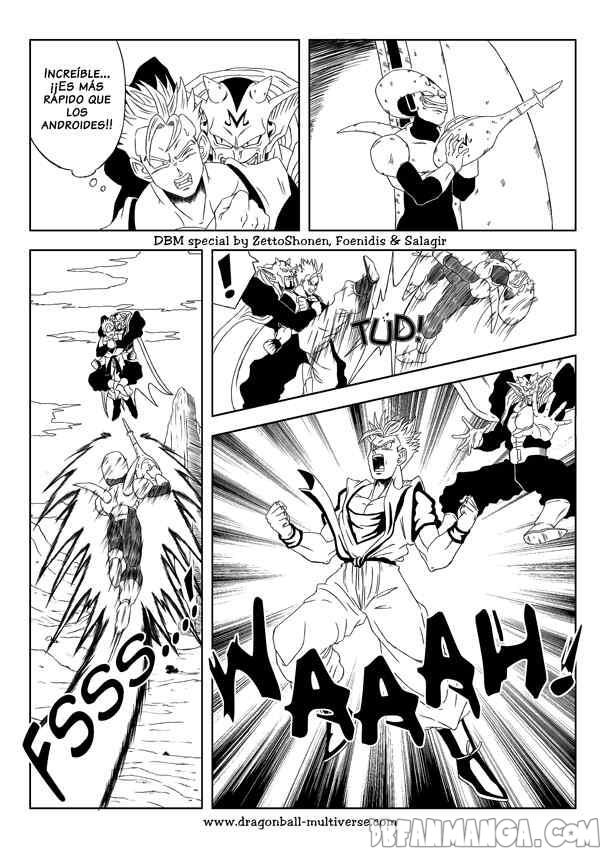 INCREÍBLE...
¡¡ES MÁS
RÁPIDO QUE
LOS
ANDROIDES!!
DBM special by ZettoShonen, Foenidis & Salagir
!
TUD!
FSSS...!
WAAAAH!!
www.dragonball-multiverse.com
DBFANMANGA.COM